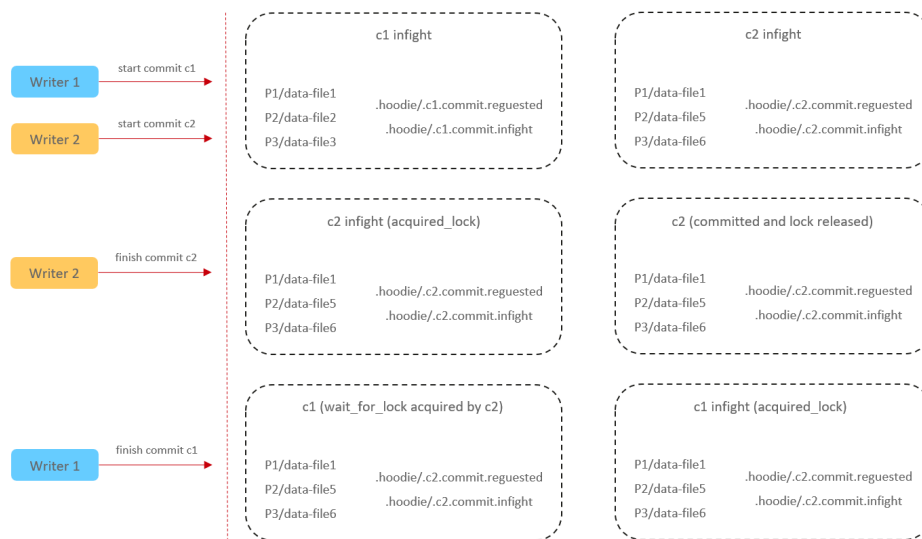 c1 infight
c2 infight
start commit c1
Writer 1
P1/data-file1
P2/data-file2
P3/data-file3
.hoodie/.c1.commit.reguested
.hoodie/.c1.commit.infight
P1/data-file1
P2/data-file5
P3/data-file6
.hoodie/.c2.commit.reguested
.hoodie/.c2.commit.infight
start commit c2
Writer 2
c2 infight (acquired_lock)
c2 (committed and lock released)
finish commit c2
Writer 2
P1/data-file1
P2/data-file5
P3/data-file6
.hoodie/.c2.commit.reguested
.hoodie/.c2.commit.infight
P1/data-file1
P2/data-file5
P3/data-file6
.hoodie/.c2.commit.reguested
.hoodie/.c2.commit.infight
c1 (wait_for_lock acquired by c2)
c1 infight (acquired_lock)
finish commit c1
Writer 1
P1/data-file1
P2/data-file5
P3/data-file6
.hoodie/.c2.commit.reguested
.hoodie/.c2.commit.infight
P1/data-file1
P2/data-file5
P3/data-file6
.hoodie/.c2.commit.reguested
.hoodie/.c2.commit.infight